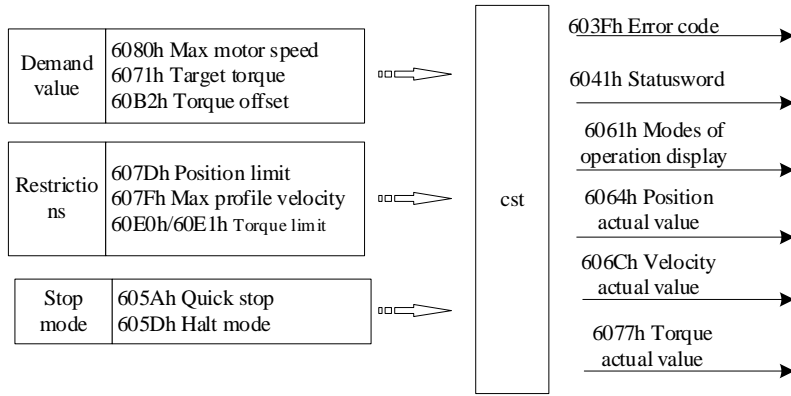 Demand
value
6080h Max motor speed
6071h Target torque
60B2h Torque offset
Restrictio
ns
607Dh Position limit
607Fh Max profile velocity
60E0h/60E1h Torque limit
Stop
mode
605Ah Quick stop
605Dh Halt mode
cst
603Fh Error code
6041h Statusword
6061h Modes of
operation display
6064h Position
actual value
606Ch Velocity
actual value
6077h Torque
actual value